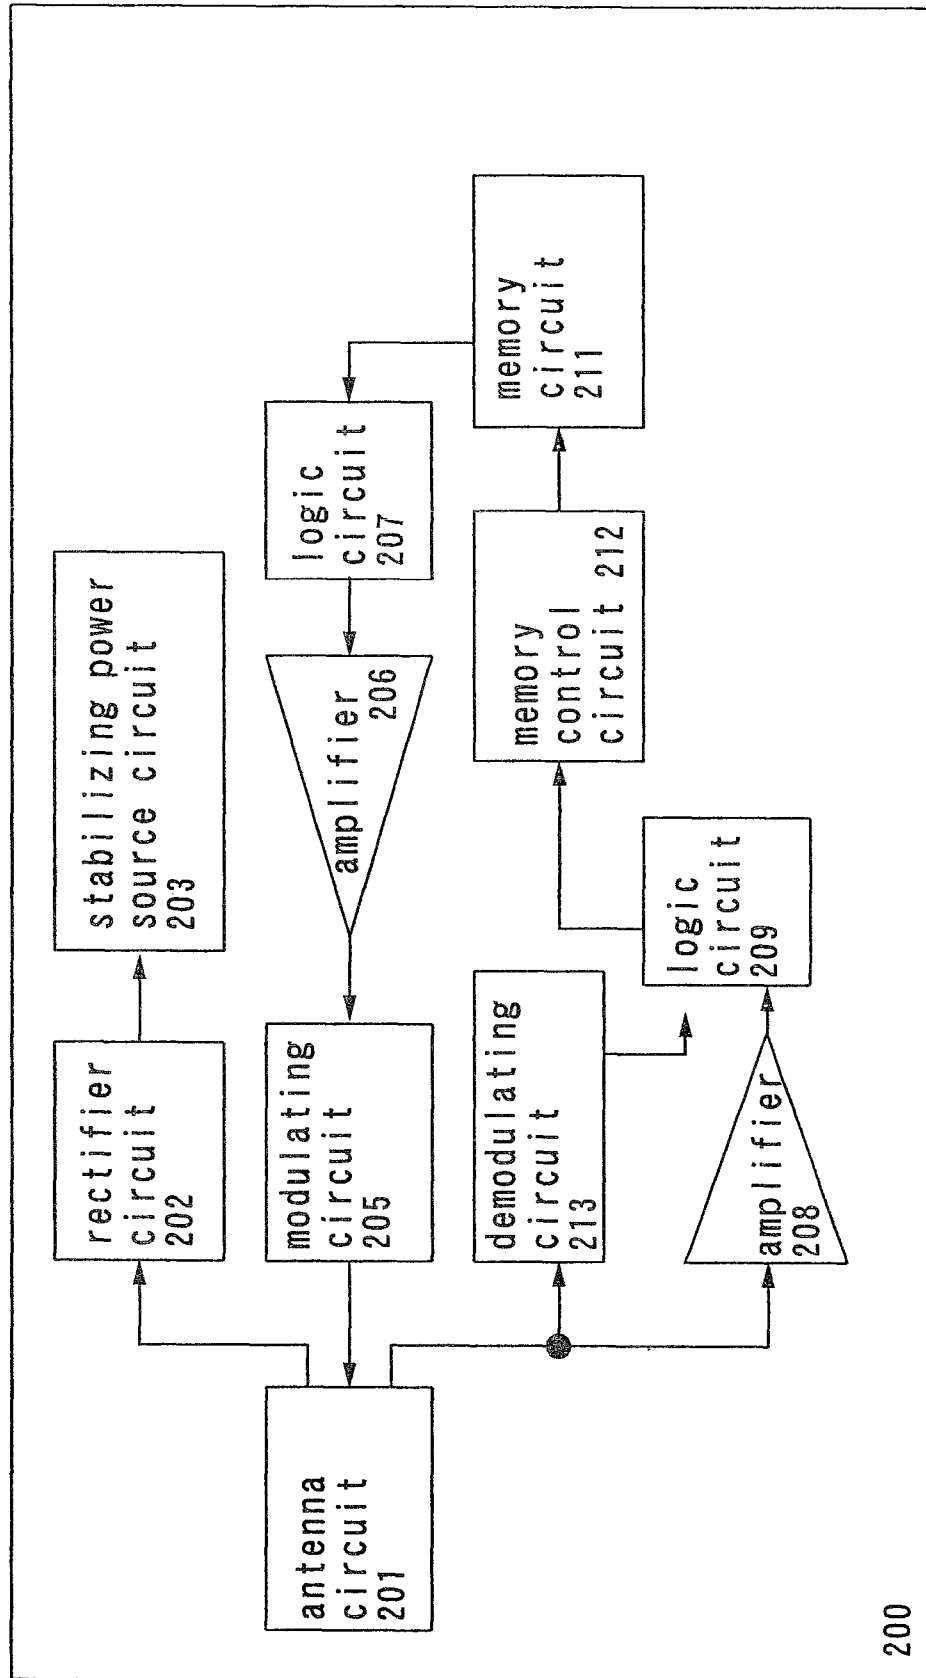 rectifier
circuit
202
stabilizing power
source circuit
203
antenna
circuit
201
modulating
circuit
205
amplifier
206
logic
circuit
207
demodulating
circuit
213
memory
control
circuit 212
memory
circuit
211
amplifier
208
logic
circuit
209
200